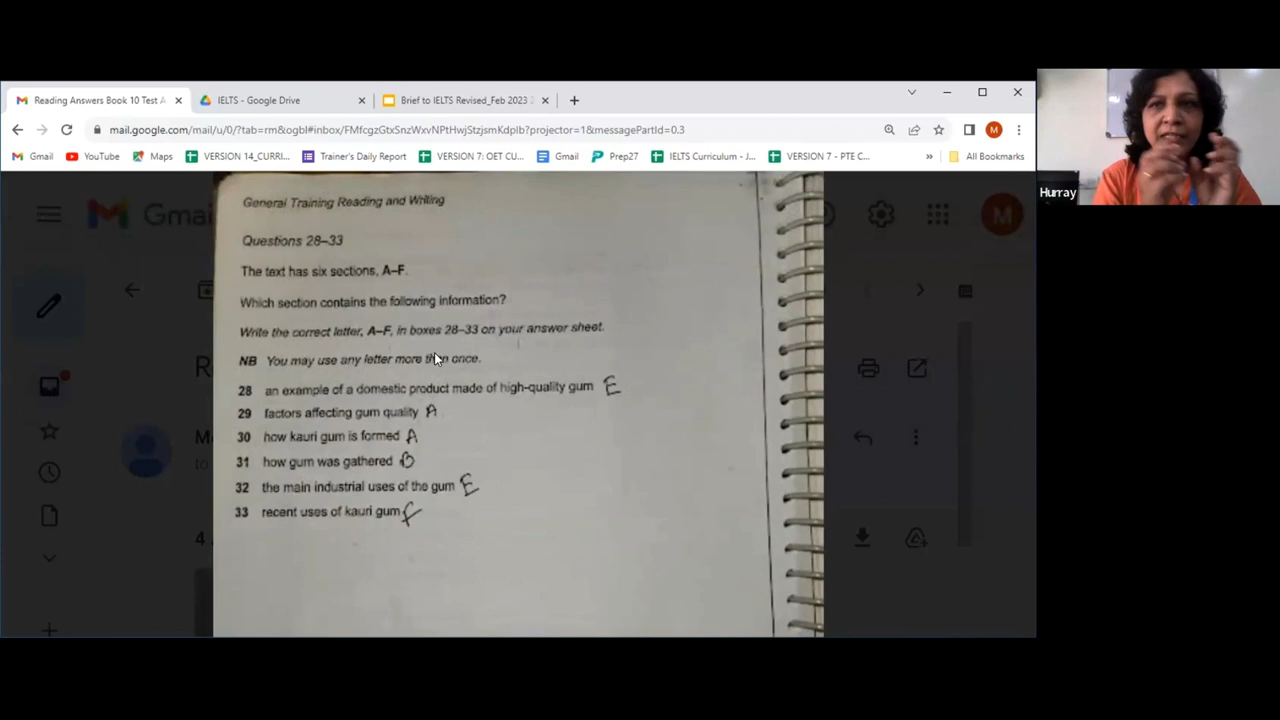 Reading Answers Book 10 Test A
IELTS - Google Drive
Brief to IELTS Revised_Feb 2023
mail.google.com/mail/u/0/?tab=rm&ogbl#inbox/FMfcgzGtxSnzWxvNPtHwjStzjsmKdplb?projector=1&messagePartId=0.3
M
Gmail YouTube Maps VERSION 14_CURRI... Trainer's Daily Report VERSION 7: OET CU... Gmail Prep27 IELTS Curriculum - J... VERSION 7 - PTE C... » All Bookmarks
Hurray
Gmail
M
General Training Reading and Writing
Questions 28–33
The text has six sections, A–F.
Which section contains the following information?
Write the correct letter, A–F, in boxes 28–33 on your answer sheet.
NB You may use any letter more than once.
28 an example of a domestic product made of high-quality gum E
29 factors affecting gum quality A
30 how kauri gum is formed A
31 how gum was gathered B
32 the main industrial uses of the gum E
33 recent uses of kauri gum F